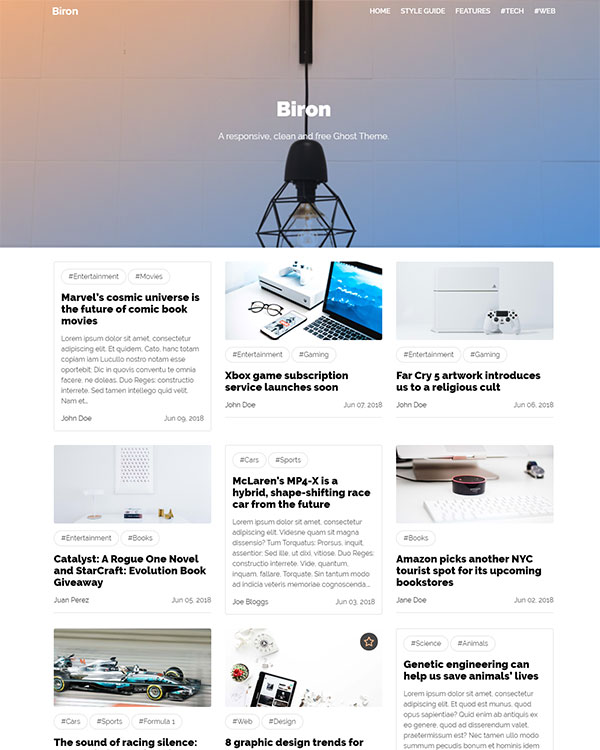 Biron
HOME STYLE GUIDE FEATURES #TECH #WEB
Biron
A responsive, clean and free Ghost Theme.
#Entertainment #Movies
Marvel's cosmic universe is
the future of comic book
movies
Lorem ipsum dolor sit amet, consectetur
adipiscing elit. Et quidem, Cato, hanc totam
copiam iam Lucullo nostro notam esse
oportebit; Dic in quovis conventu te omnia
facere, ne doleas. Duo Reges: constructio
interrete. Sed tamen intellego quid velit.
Nam et...
John Doe Jun 09, 2018
#Entertainment #Gaming
Xbox game subscription
service launches soon
John Doe Jun 07, 2018
#Entertainment #Gaming
Far Cry 5 artwork introduces
us to a religious cult
John Doe Jun 06, 2018
#Entertainment #Books
Catalyst: A Rogue One Novel
and StarCraft: Evolution Book
Giveaway
Juan Perez Jun 05, 2018
#Cars #Sports
McLaren's MP4-X is a
hybrid, shape-shifting race
car from the future
Lorem ipsum dolor sit amet, consectetur
adipiscing elit. Videsne quam sit magna
dissensio? Tum Torquatus: Prorsus, inquit,
assentior; Sed ille, ut dixi, vitiose. Duo Reges:
constructio interrete. Vide, quantum,
inquam, fallare, Torquate. Sin tantum modo
ad indicia veteris memoriae cognoscenda...
Joe Bloggs Jun 03, 2018
#Books
Amazon picks another NYC
tourist spot for its upcoming
bookstores
Jane Doe Jun 02, 2018
#Cars #Sports #Formula 1
The sound of racing silence:
#Web #Design
8 graphic design trends for
#Science #Animals
Genetic engineering can
help us save animals' lives
Lorem ipsum dolor sit amet, consectetur
adipiscing elit. Quod est munus, quod
opus sapientiae? Quid enim ab antiquis ex
eo genere, quod ad disserendum valet,
praetermissum est? Nec tamen ullo modo
summum pecudis bonum et hominis idem